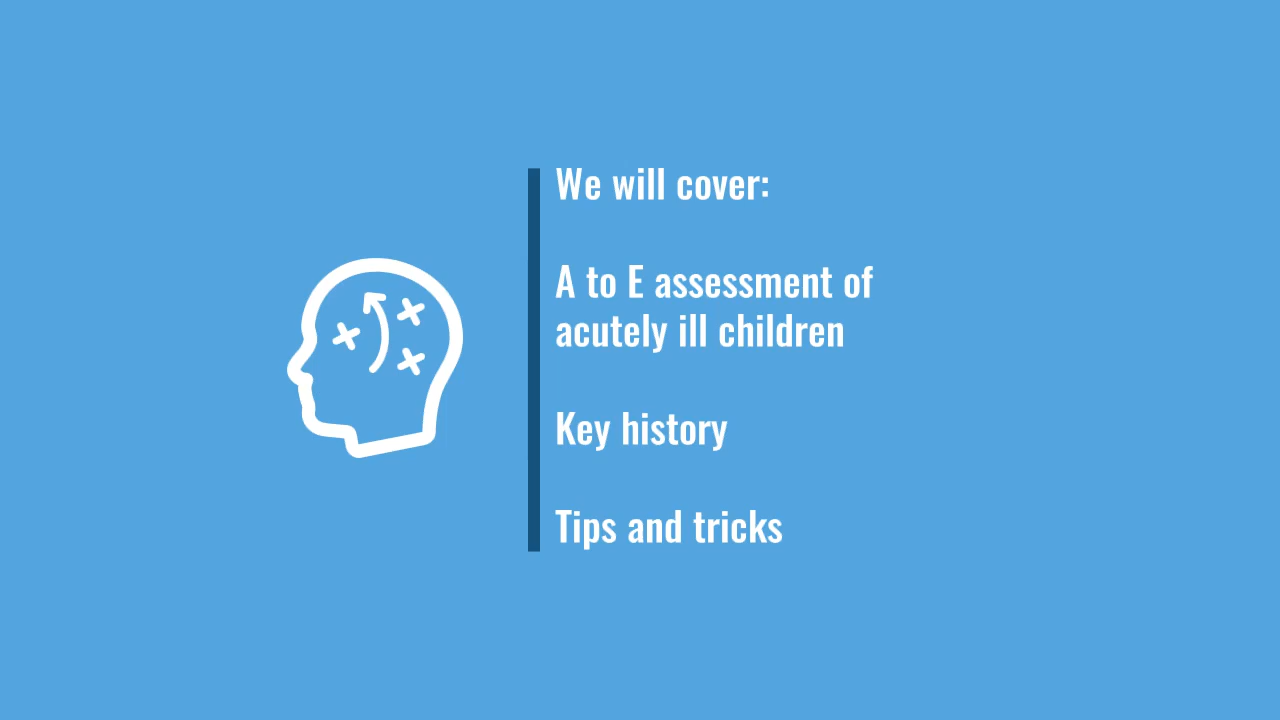 We will cover:
A to E assessment of
acutely ill children
Key history
Tips and tricks